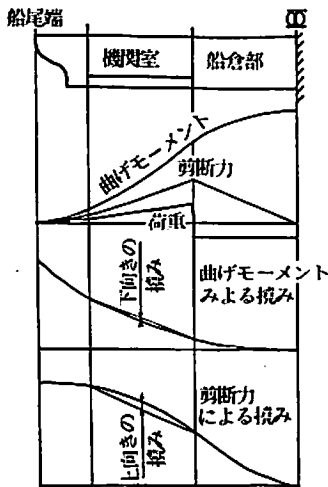 船尾端
機関室
船倉部
曲げモーメント
剪断力
荷重
下向きの
撓み
曲げモーメント
みよる撓み
上向きの
撓み
剪断力
による撓み